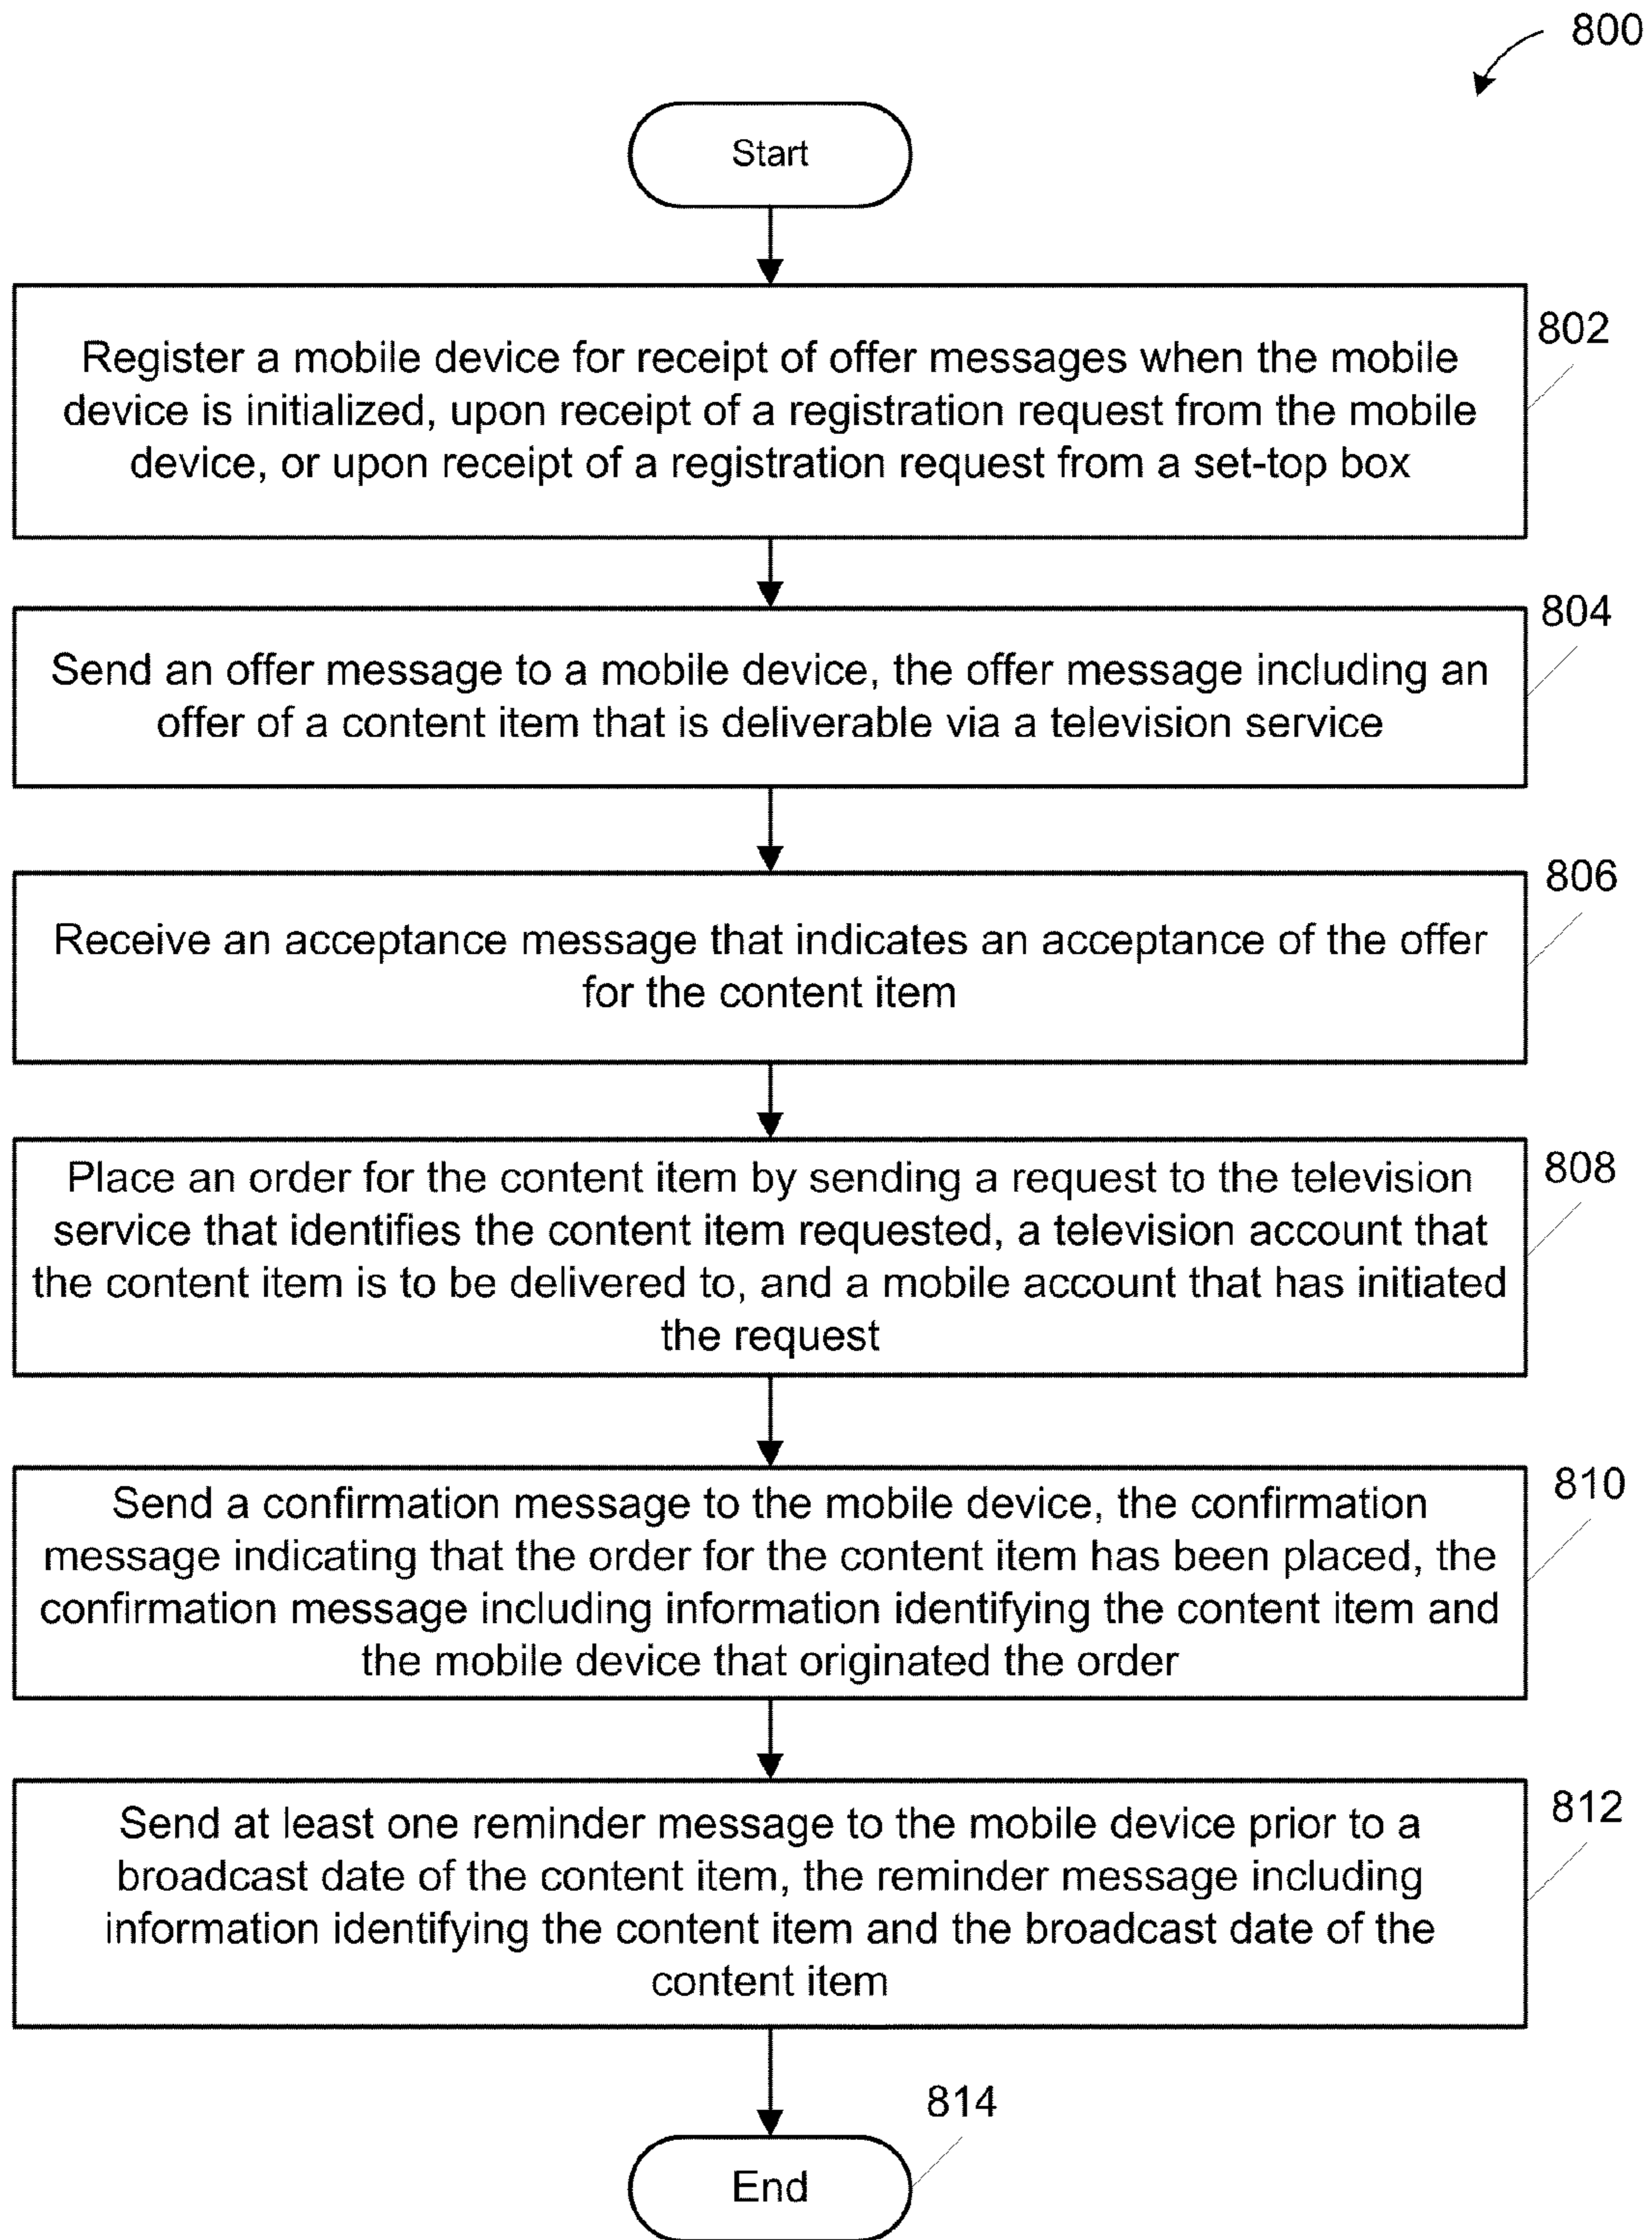 800
Start
802
Register a mobile device for receipt of offer messages when the mobile
device is initialized, upon receipt of a registration request from the mobile
device, or upon receipt of a registration request from a set-top box
804
Send an offer message to a mobile device, the offer message including an
offer of a content item that is deliverable via a television service
806
Receive an acceptance message that indicates an acceptance of the offer
for the content item
808
Place an order for the content item by sending a request to the television
service that identifies the content item requested, a television account that
the content item is to be delivered to, and a mobile account that has initiated
the request
810
Send a confirmation message to the mobile device, the confirmation
message indicating that the order for the content item has been placed, the
confirmation message including information identifying the content item and
the mobile device that originated the order
812
Send at least one reminder message to the mobile device prior to a
broadcast date of the content item, the reminder message including
information identifying the content item and the broadcast date of the
content item
814
End